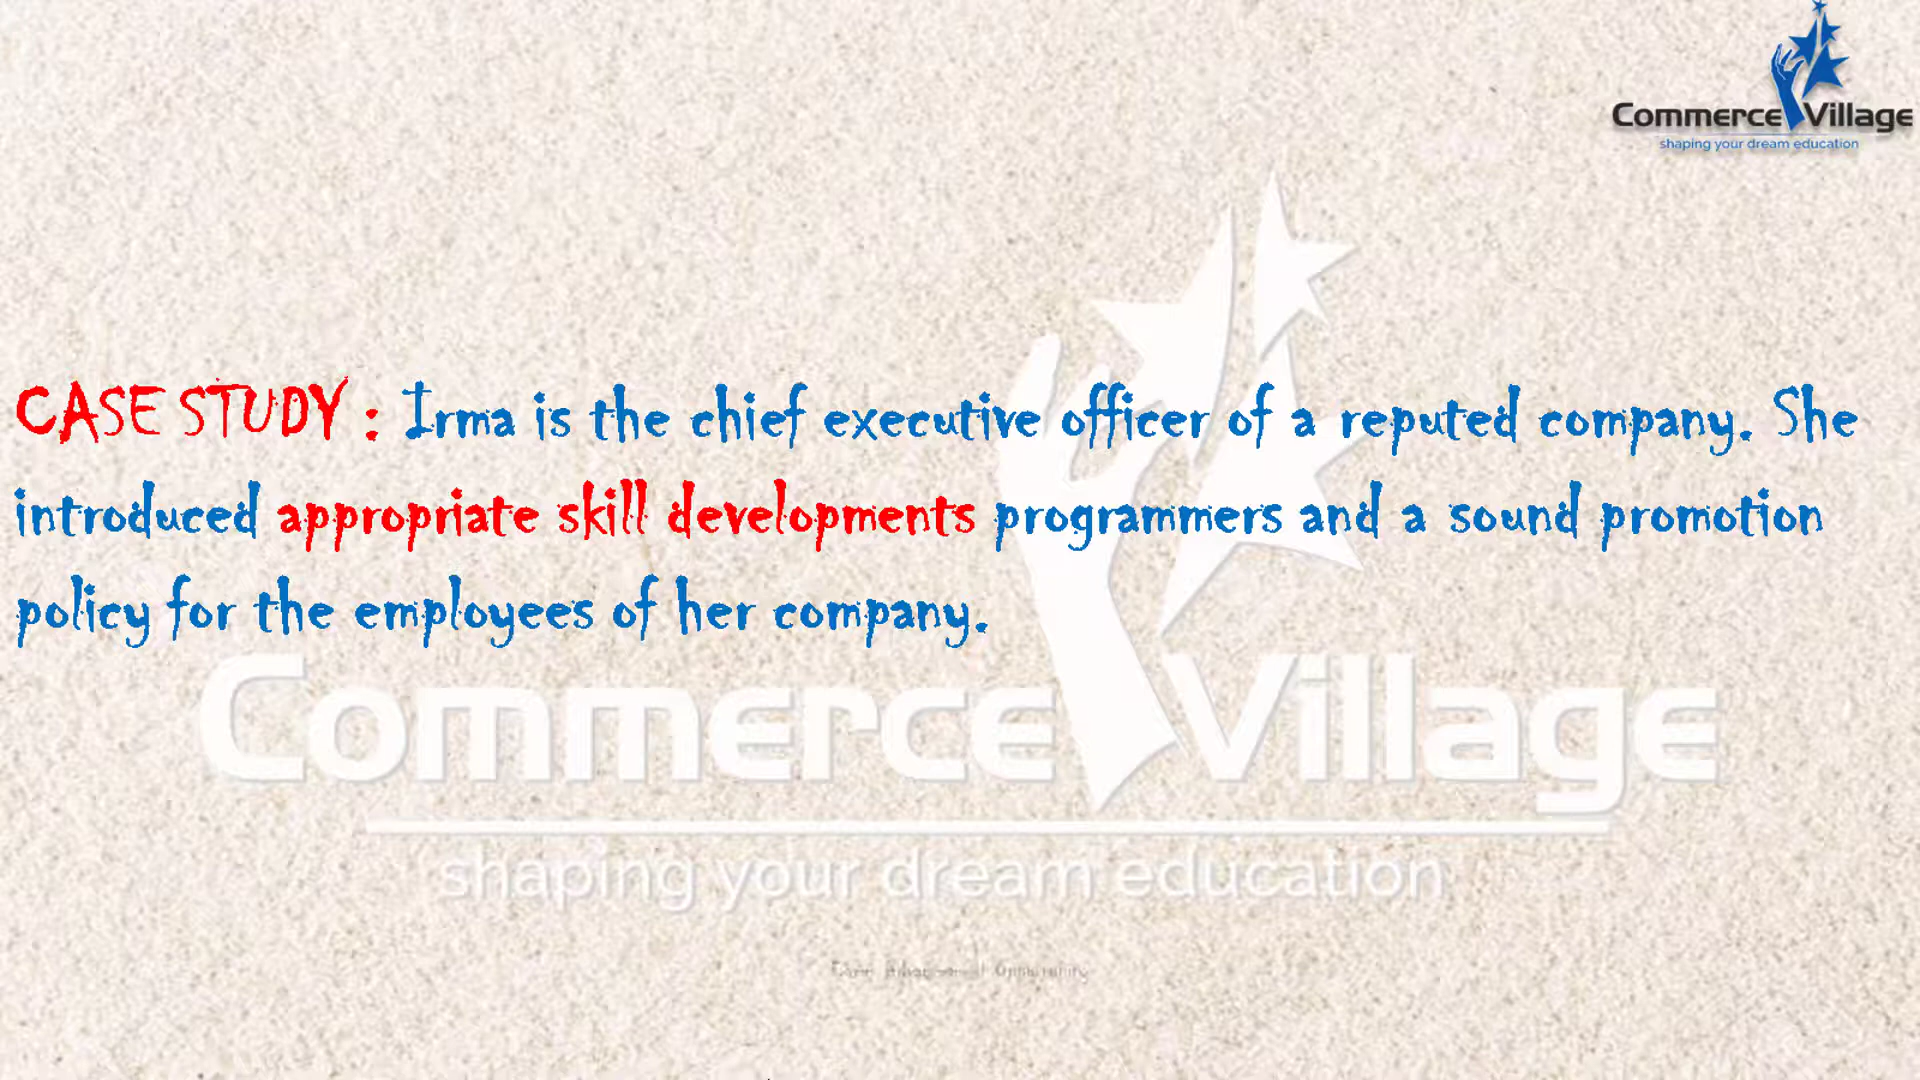 Commerce Village
shaping your dream education
CASE STUDY : Irma is the chief executive officer of a reputed company. She
introduced appropriate skill developments programmers and a sound promotion
policy for the employees of her company.
Commerce Village
shaping your dream education